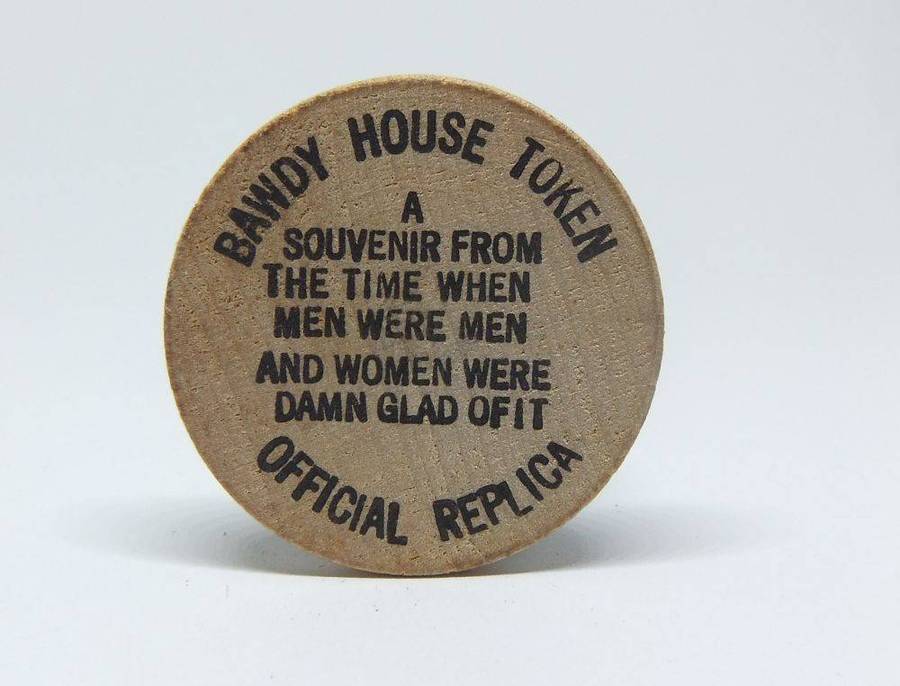 BAWDY HOUSE TOKEN
A
SOUVENIR FROM
THE TIME WHEN
MEN WERE MEN
AND WOMEN WERE
DAMN GLAD OFIT
OFFICIAL REPLICA